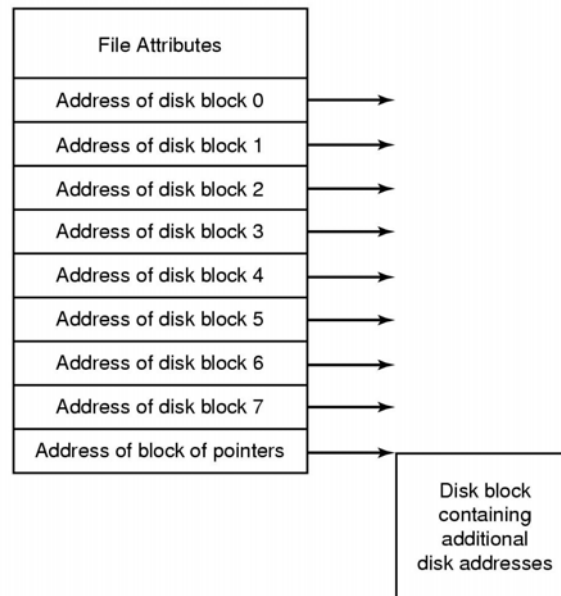 File Attributes
Address of disk block 0
Address of disk block 1
Address of disk block 2
Address of disk block 3
Address of disk block 4
Address of disk block 5
Address of disk block 6
Address of disk block 7
Address of block of pointers
Disk block
containing
additional
disk addresses